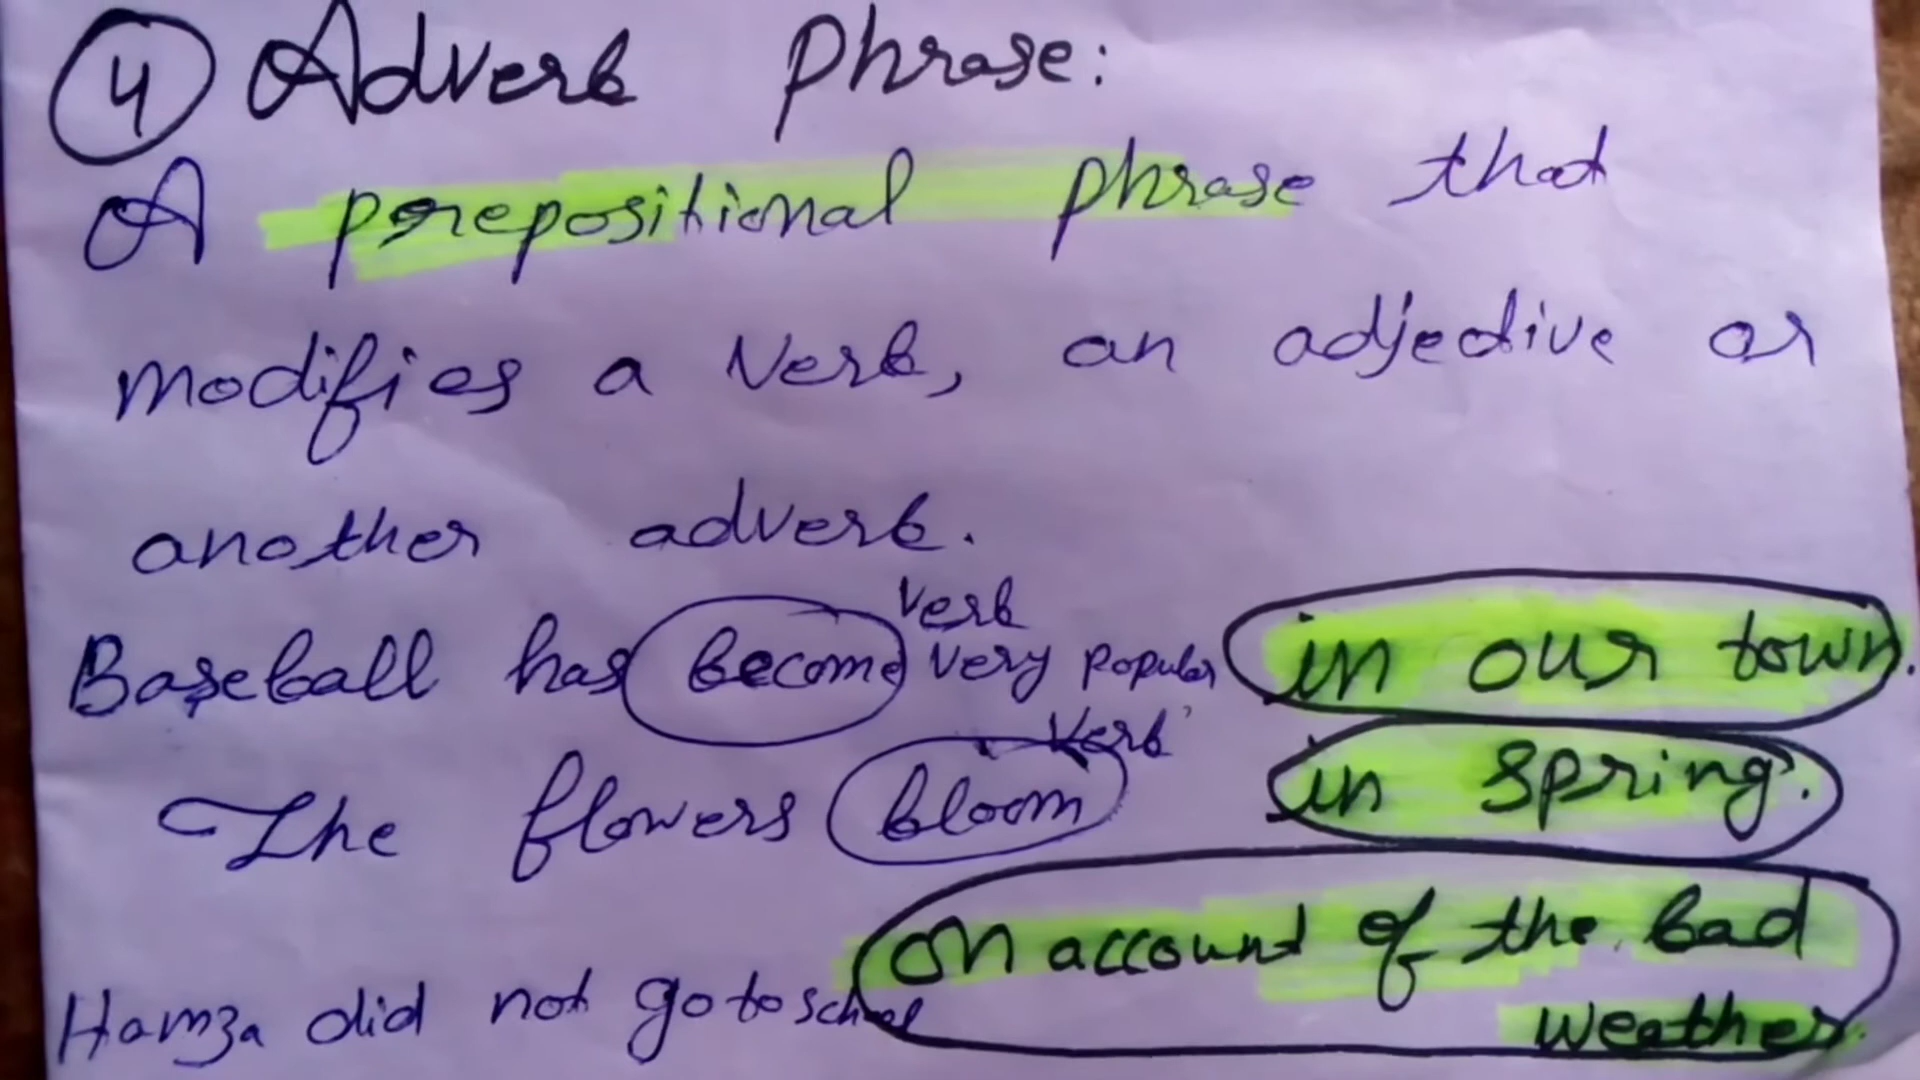 4 Adverb Phrase:
A prepositional phrase that
modifies a Verb, an adjective or
another adverb.
Verb
Baseball has become very popular in our town.
Verb
The flowers bloom in spring.
on account of the bad
Hamza did not go to school weather.